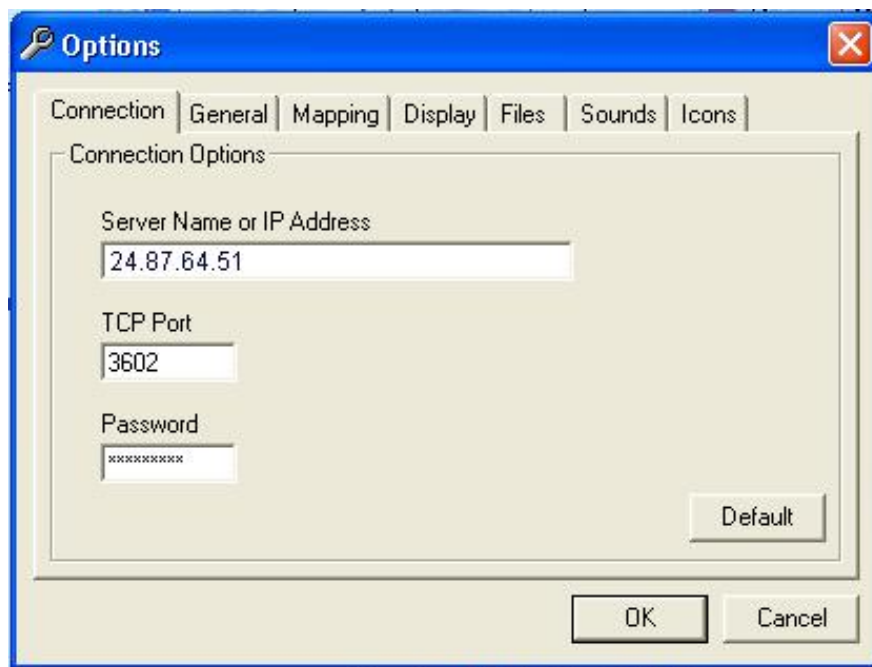 Options
Connection General Mapping Display Files Sounds Icons
Connection Options
Server Name or IP Address
24.87.64.51
TCP Port
3602
Password
*********
Default
OK Cancel